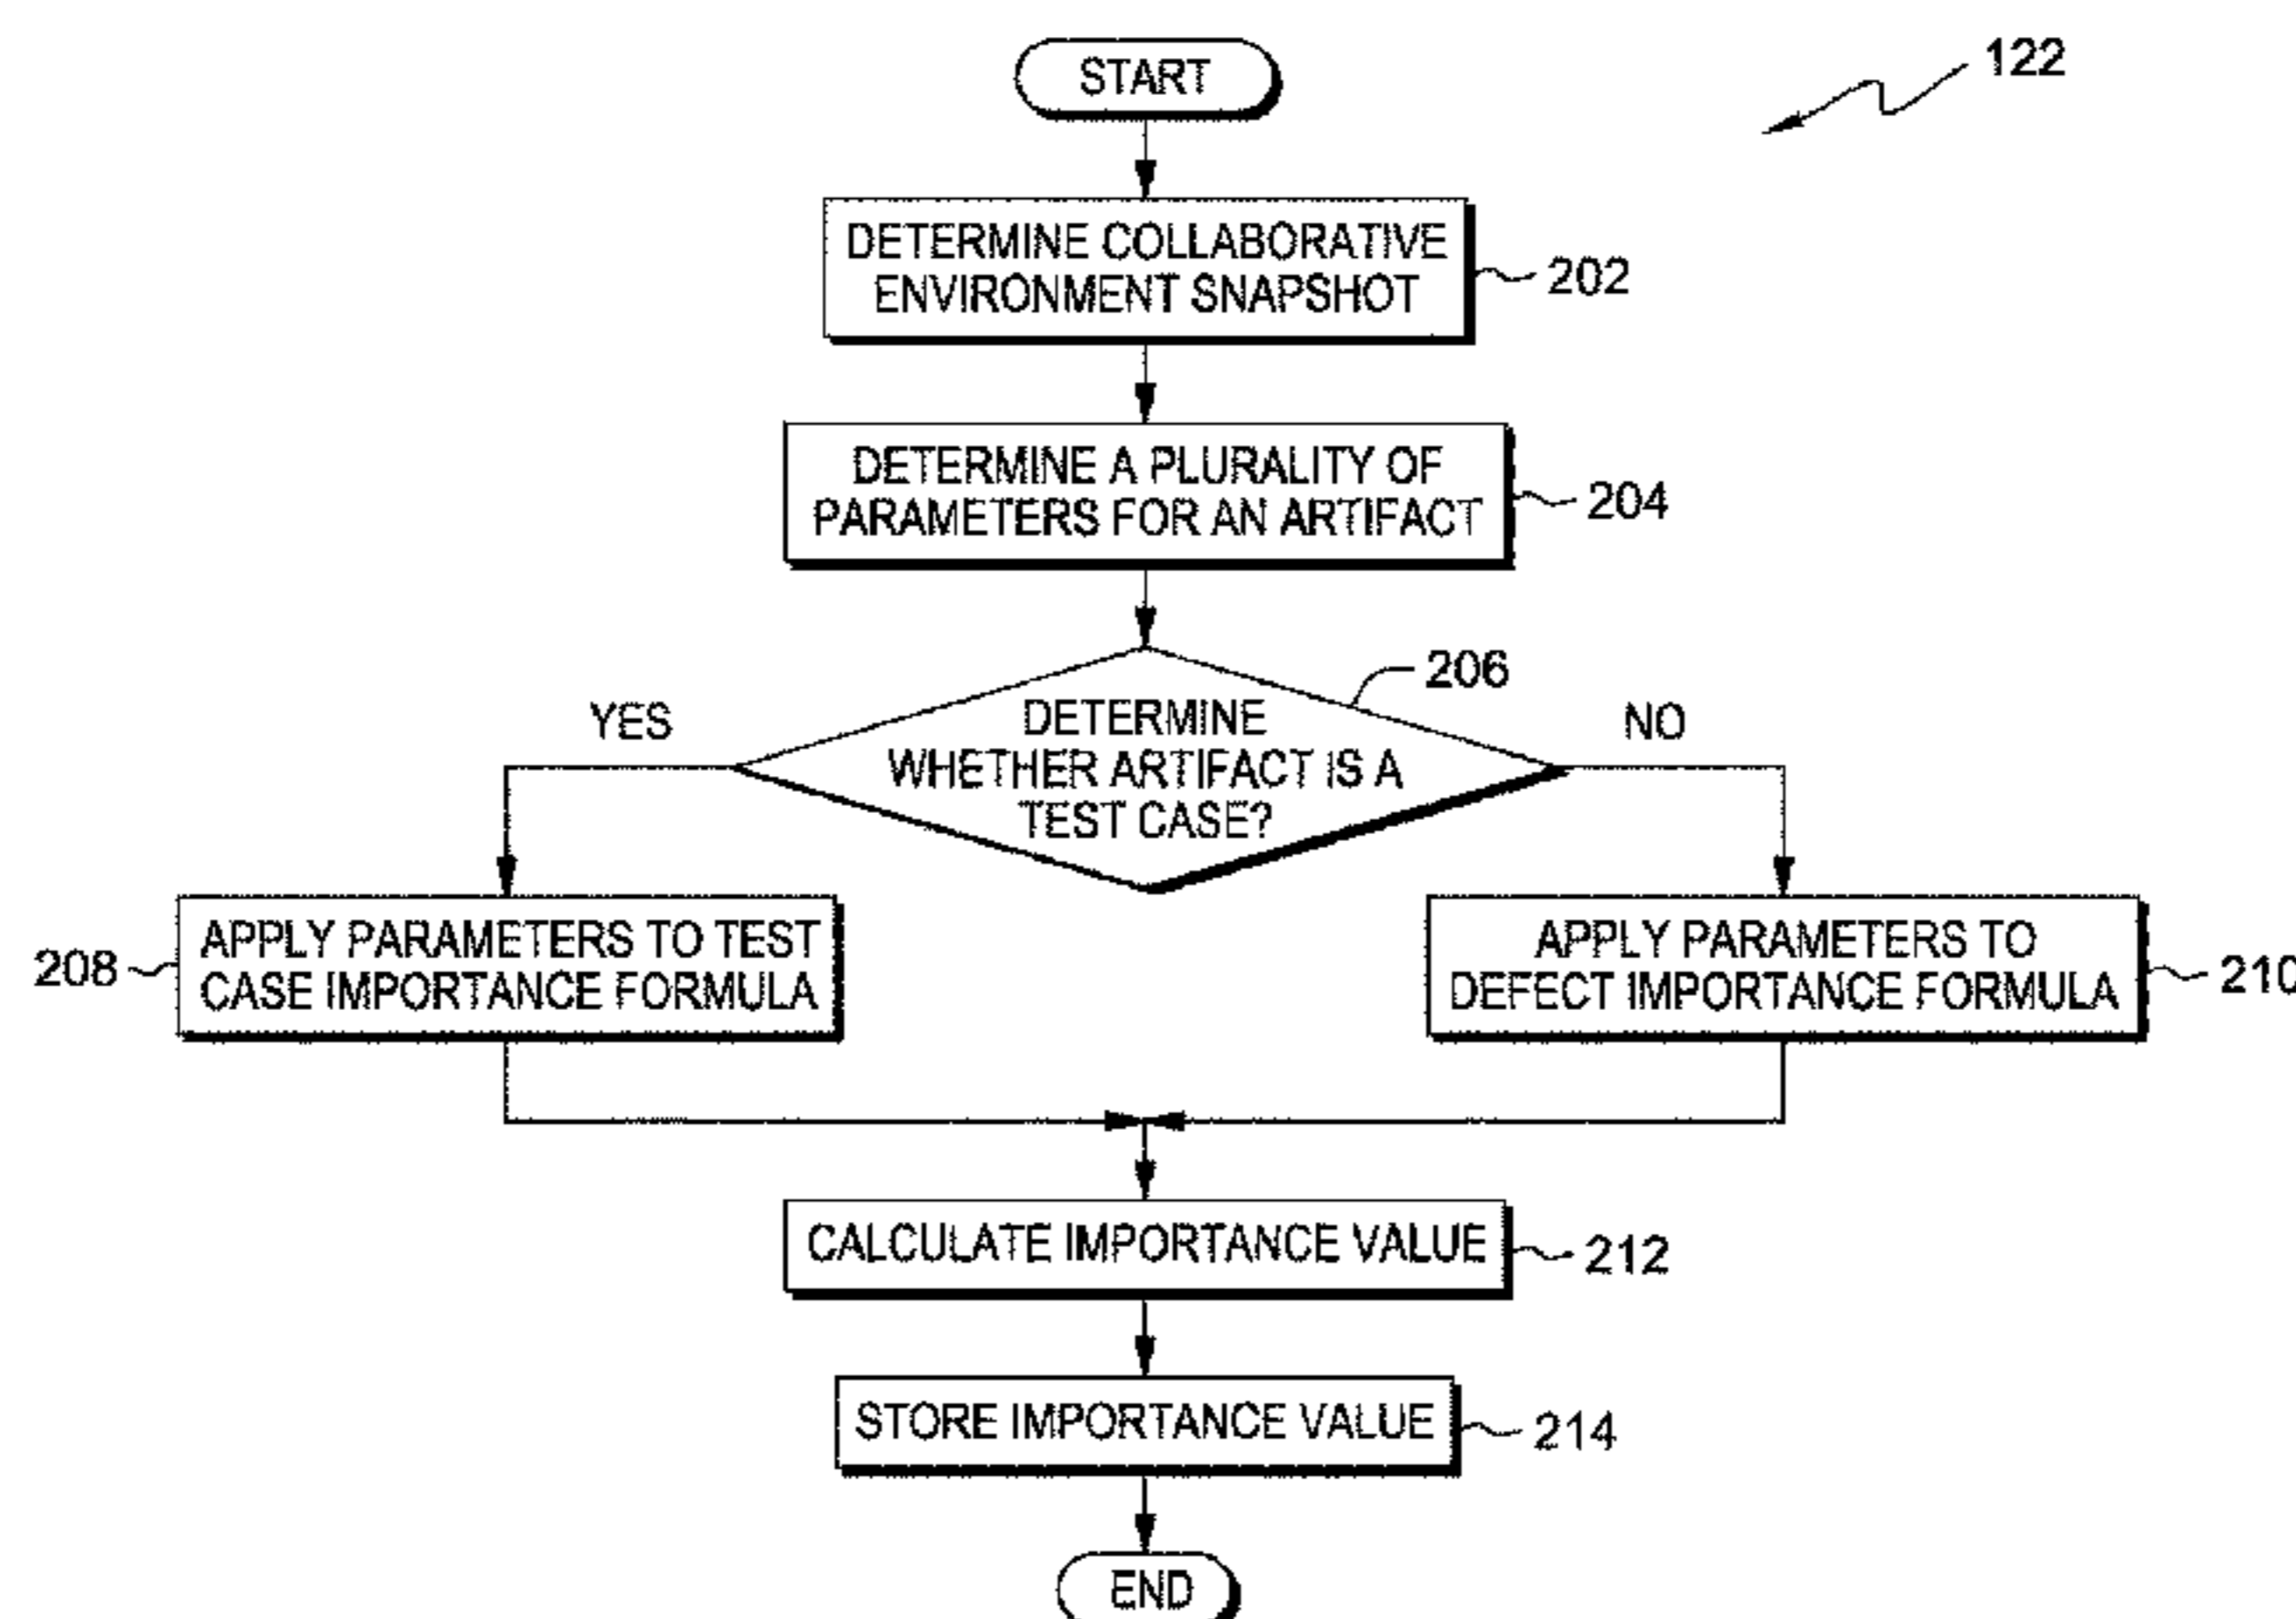 START
122
DETERMINE COLLABORATIVE
ENVIRONMENT SNAPSHOT
202
DETERMINE A PLURALITY OF
PARAMETERS FOR AN ARTIFACT
204
206
YES
DETERMINE
WHETHER ARTIFACT IS A
TEST CASE?
NO
208
APPLY PARAMETERS TO TEST
CASE IMPORTANCE FORMULA
APPLY PARAMETERS TO
DEFECT IMPORTANCE FORMULA
210
CALCULATE IMPORTANCE VALUE
212
STORE IMPORTANCE VALUE
214
END